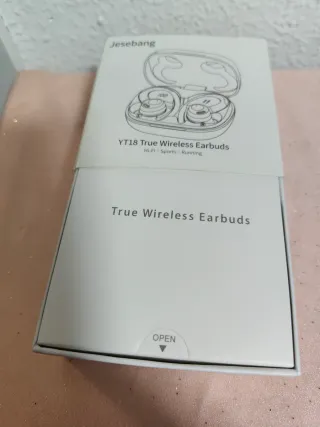 Jesebang
YT18 True Wireless Earbuds
Hi-Fi · Sports · Running
True Wireless Earbuds
OPEN